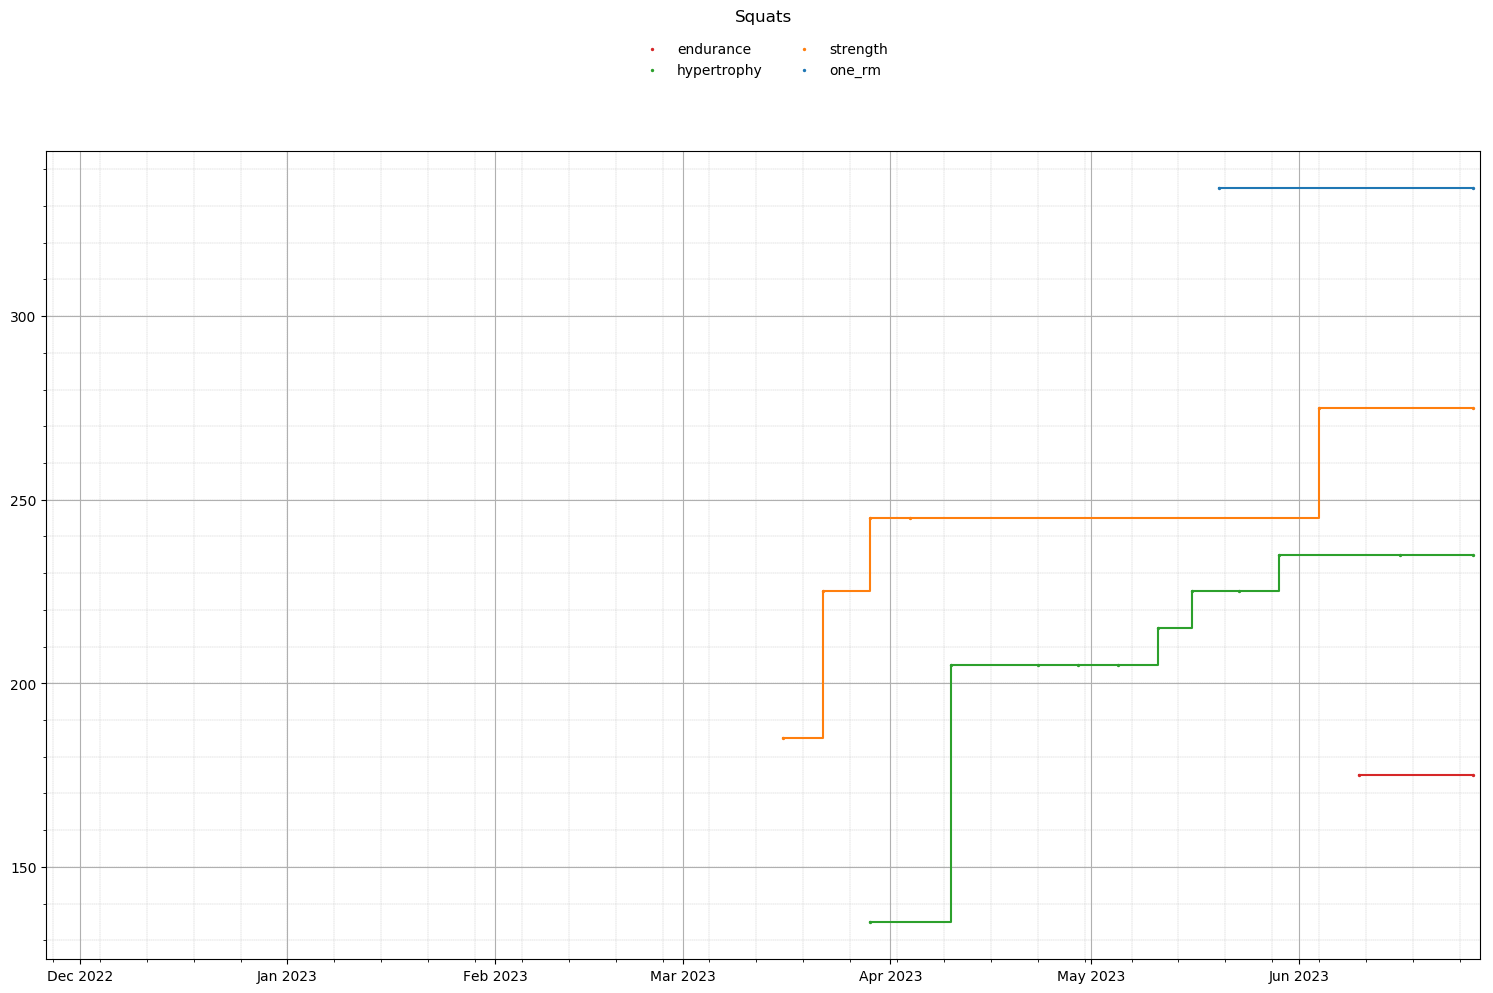 Squats
endurance strength
hypertrophy one_rm
300
250
200
150
Dec 2022 Jan 2023 Feb 2023 Mar 2023 Apr 2023 May 2023 Jun 2023